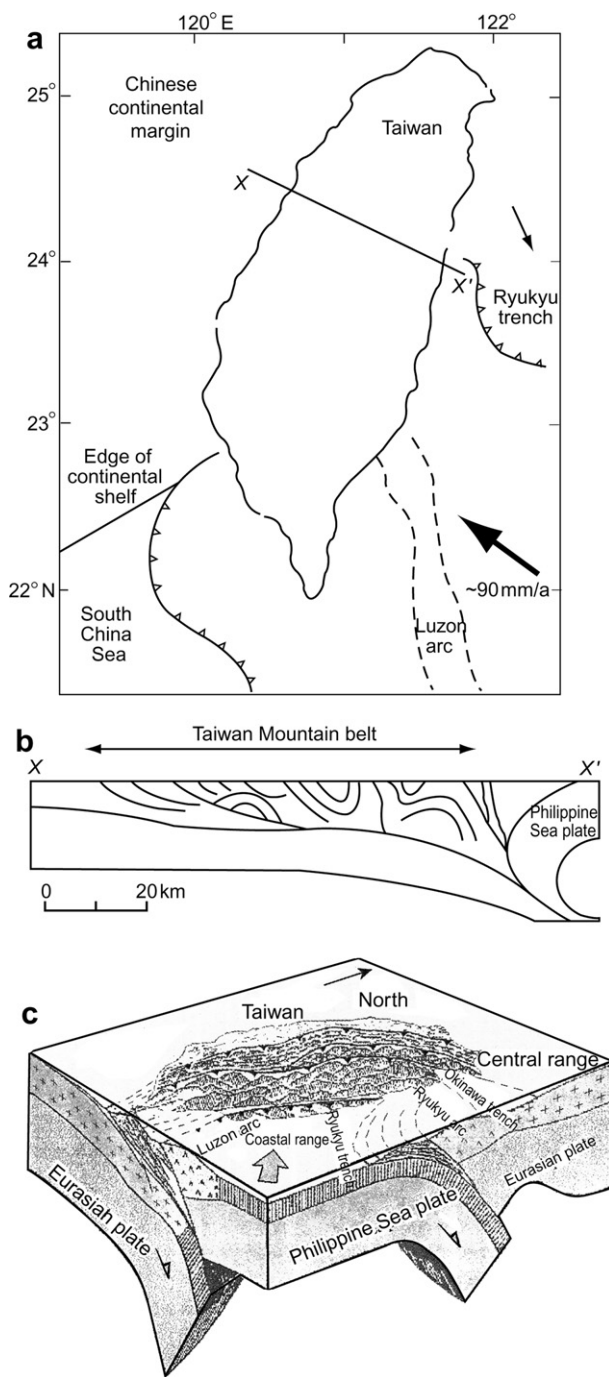 a
120° E
122°
25°
24°
23°
22° N
Chinese
continental
margin
Taiwan
X
X'
Ryukyu
trench
Edge of
continental
shelf
South
China
Sea
~90 mm/a
Luzon
arc
b
Taiwan Mountain belt
X
X'
Philippine
Sea plate
0
20 km
c
North
Taiwan
Central range
Okinawa trench
Ryukyu arc
Ryukyu trench
Luzon arc
Coastal range
Eurasian plate
Philippine Sea plate
Eurasian plate